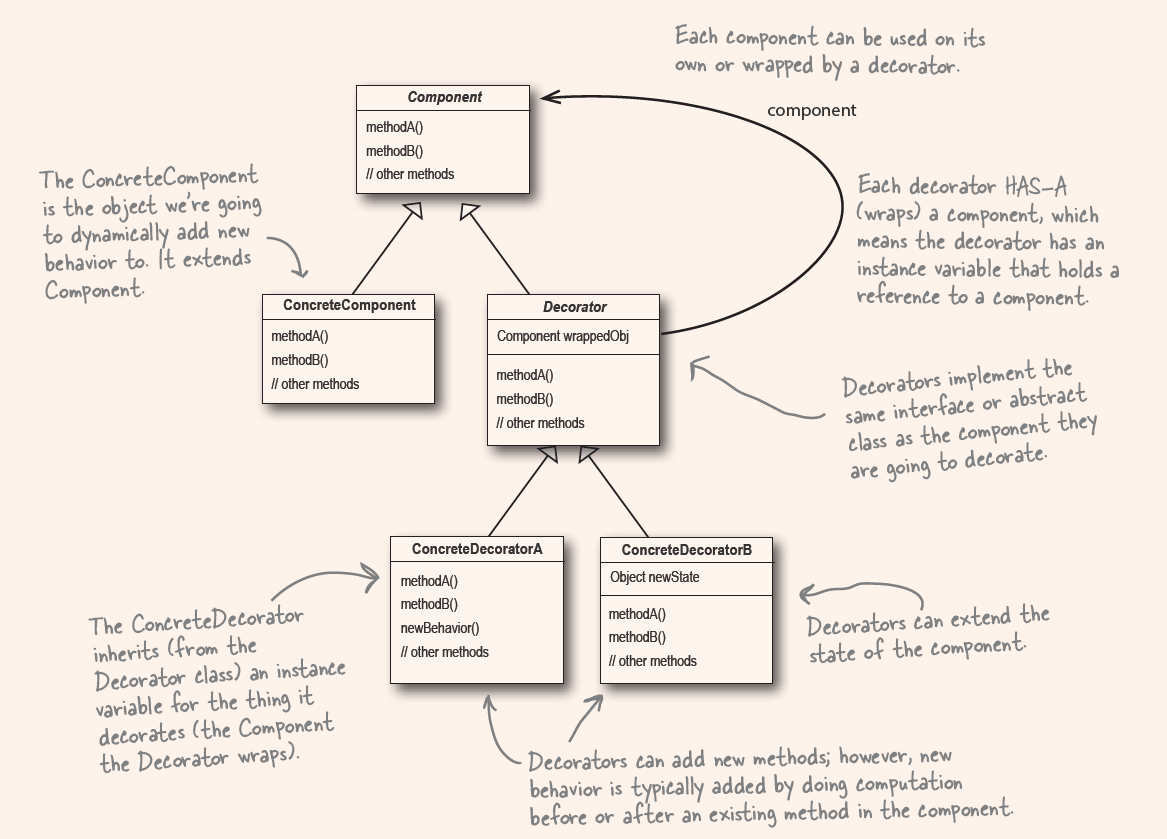 Each component can be used on its
own or wrapped by a decorator.
Component
methodA()
methodB()
// other methods
component
The ConcreteComponent
is the object we're going
to dynamically add new
behavior to. It extends
Component.
Each decorator HAS-A
(wraps) a component, which
means the decorator has an
instance variable that holds a
reference to a component.
ConcreteComponent
methodA()
methodB()
// other methods
Decorator
Component wrappedObj
methodA()
methodB()
// other methods
Decorators implement the
same interface or abstract
class as the component they
are going to decorate.
ConcreteDecoratorA
methodA()
methodB()
newBehavior()
// other methods
ConcreteDecoratorB
Object newState
methodA()
methodB()
// other methods
The ConcreteDecorator
inherits (from the
Decorator class) an instance
variable for the thing it
decorates (the Component
the Decorator wraps).
Decorators can extend the
state of the component.
Decorators can add new methods; however, new
behavior is typically added by doing computation
before or after an existing method in the component.